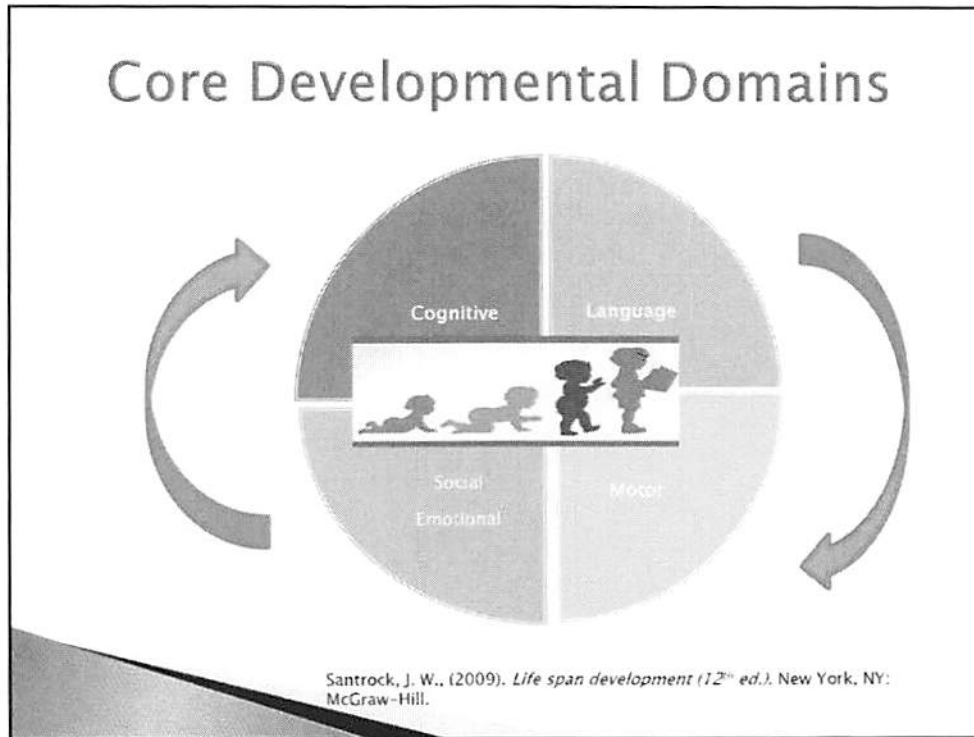 Core Developmental Domains
Cognitive
Language
Social
Emotional
Motor
Santrock, J. W., (2009). Life span development (12th ed.). New York, NY:
McGraw-Hill.